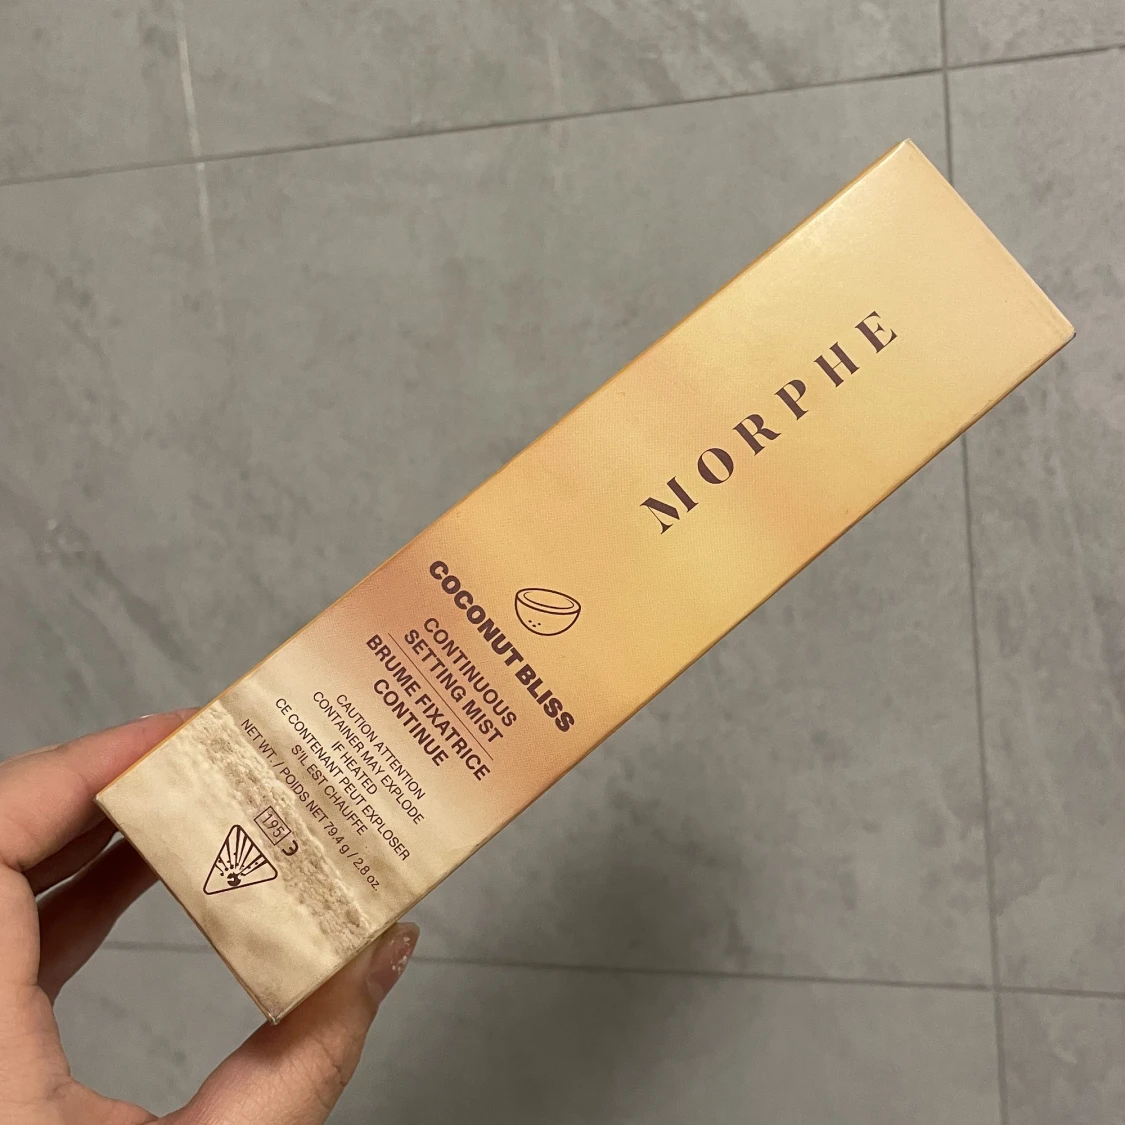 MORPHE
COCONUT BLISS
CONTINUOUS
SETTING MIST
BRUME FIXATRICE
CONTINUE
CAUTION ATTENTION
CONTAINER MAY EXPLODE
IF HEATED
CE CONTENANT PEUT EXPLOSER
S'IL EST CHAUFFE
NET WT. / POIDS NET 79.4 g / 2.8 oz.
195